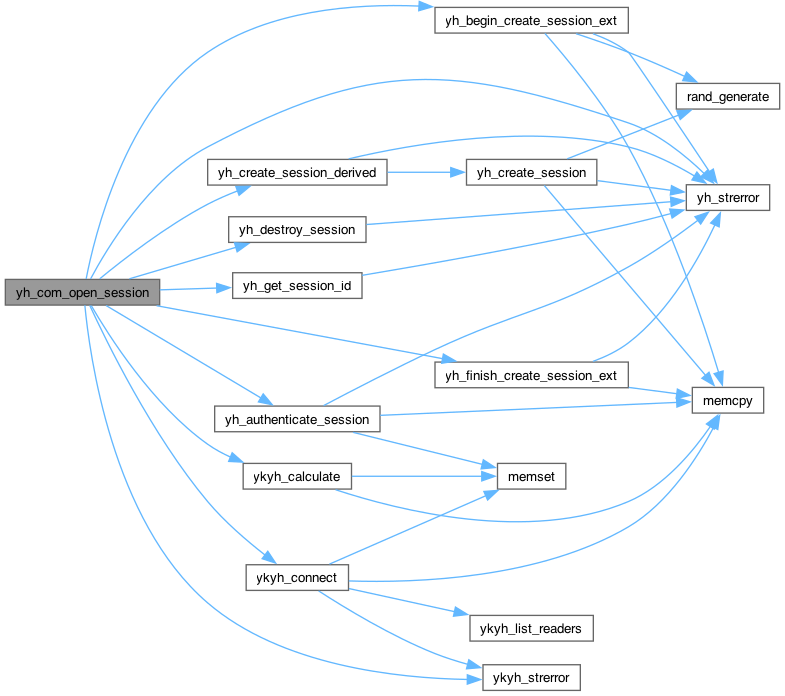 yh_begin_create_session_ext
rand_generate
yh_create_session_derived
yh_create_session
yh_strerror
yh_destroy_session
yh_get_session_id
yh_com_open_session
yh_finish_create_session_ext
memcpy
yh_authenticate_session
ykyh_calculate
memset
ykyh_connect
ykyh_list_readers
ykyh_strerror